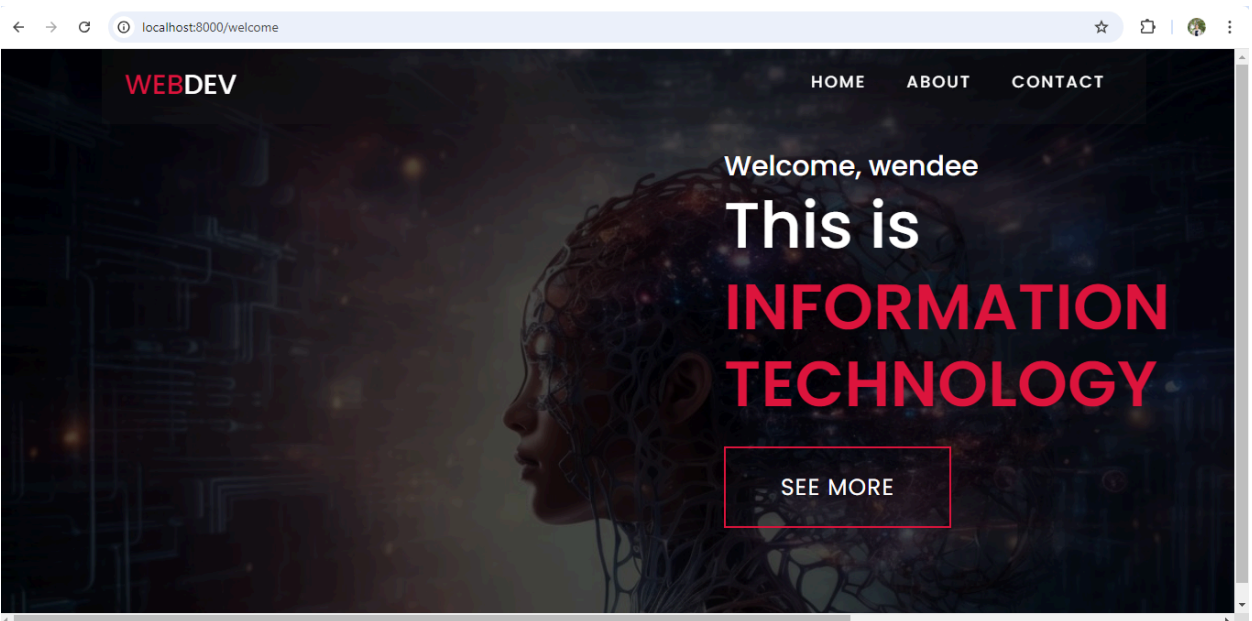 localhost:8000/welcome
WEBDEV
HOME ABOUT CONTACT
Welcome, wendee
This is
INFORMATION
TECHNOLOGY
SEE MORE